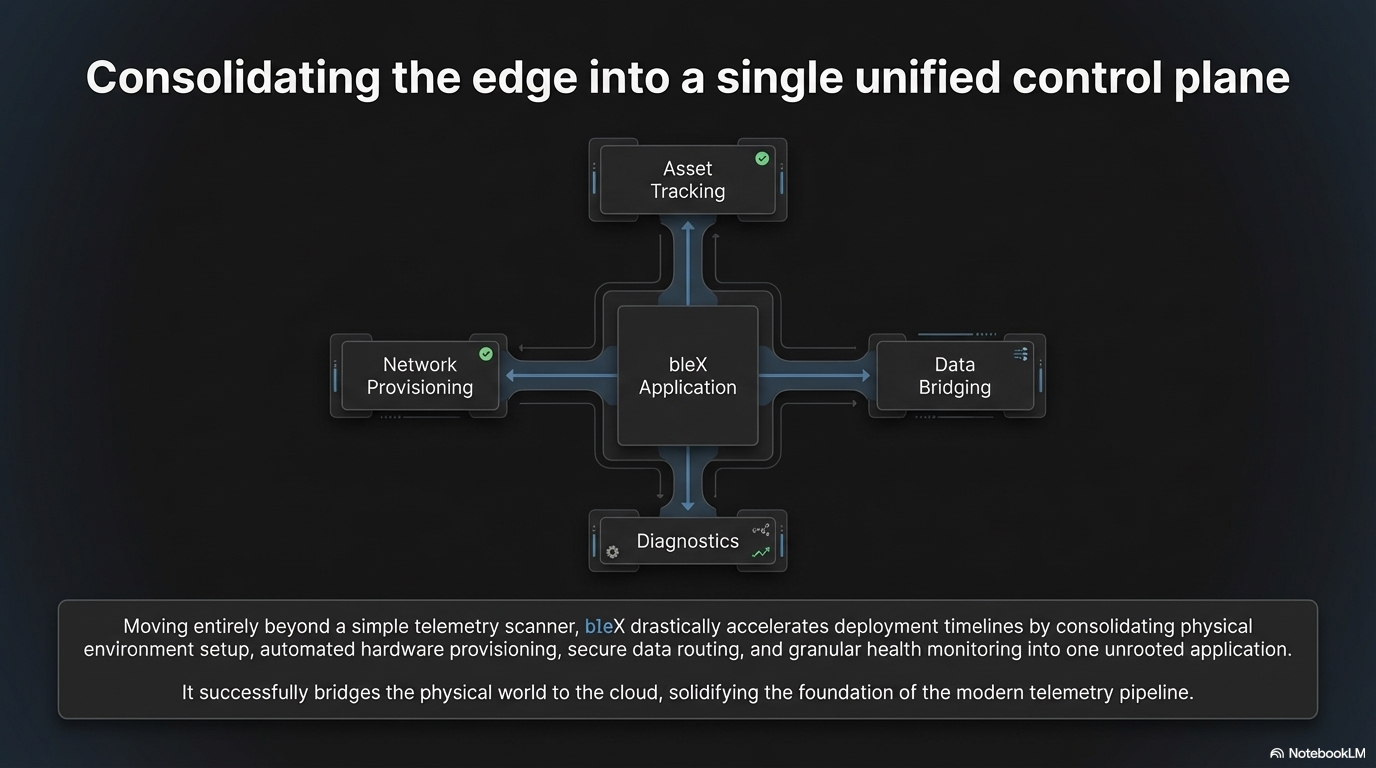 Consolidating the edge into a single unified control plane
Asset
Tracking
Network
Provisioning
bleX
Application
Data
Bridging
Diagnostics
Moving entirely beyond a simple telemetry scanner, bleX drastically accelerates deployment timelines by consolidating physical
environment setup, automated hardware provisioning, secure data routing, and granular health monitoring into one unrooted application.
It successfully bridges the physical world to the cloud, solidifying the foundation of the modern telemetry pipeline.
NotebookLM